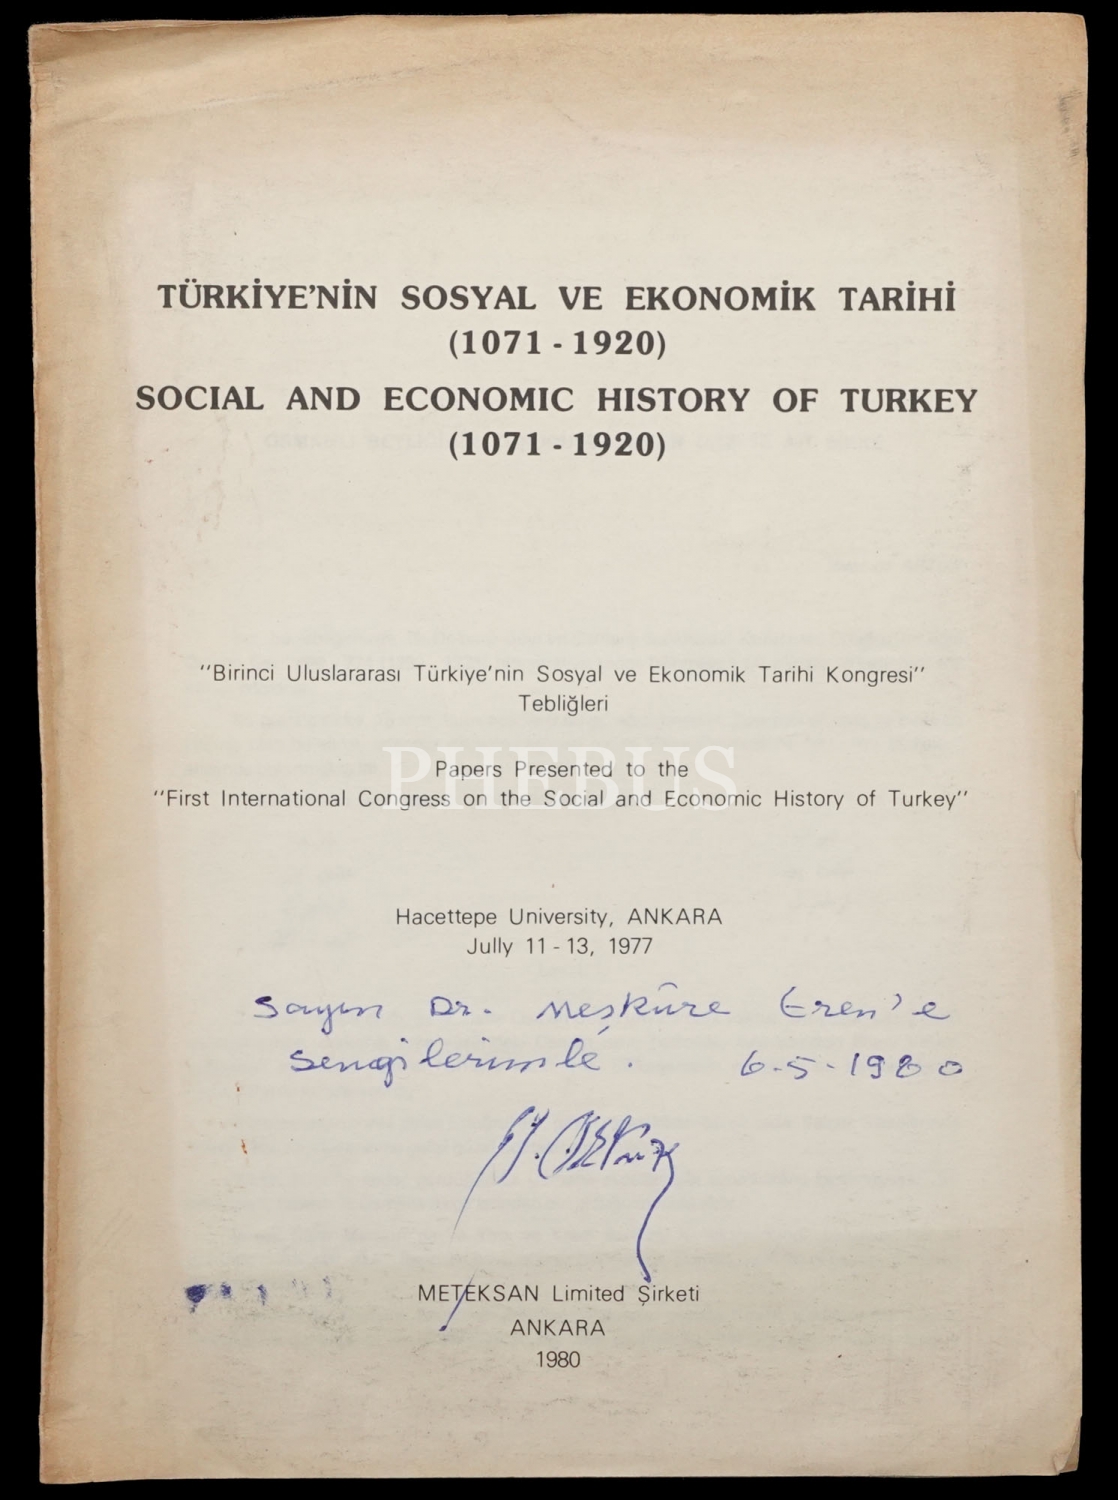 TÜRKİYE'NİN SOSYAL VE EKONOMİK TARİHİ
(1071 - 1920)
SOCIAL AND ECONOMIC HISTORY OF TURKEY
(1071 - 1920)
"Birinci Uluslararası Türkiye'nin Sosyal ve Ekonomik Tarihi Kongresi"
Tebliğleri
PHEBUS
Papers Presented to the
"First International Congress on the Social and Economic History of Turkey"
Hacettepe University, ANKARA
Jully 11 - 13, 1977
Sayın Dr. Meşkûre Eren'e
sevgilerimle. 6-5-1980
METEKSAN Limited Şirketi
ANKARA
1980